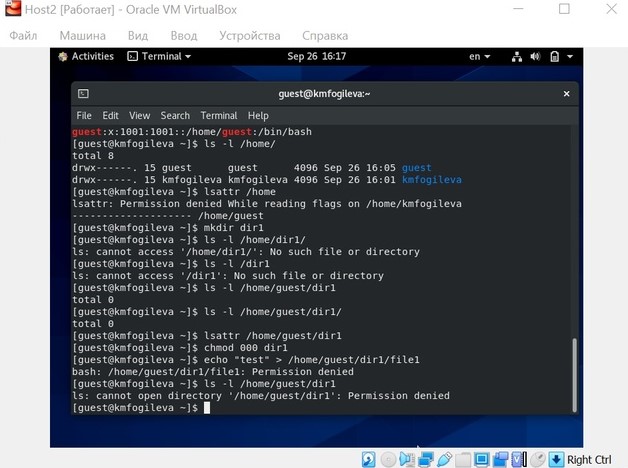 Host2 [Работает] - Oracle VM VirtualBox
Файл Машина Вид Ввод Устройства Справка
Activities Terminal Sep 26 16:17 en
guest@kmfogileva:~
File Edit View Search Terminal Help
guest:x:1001:1001::/home/guest:/bin/bash
[guest@kmfogileva ~]$ ls -l /home/
total 8
drwx------. 15 guest guest 4096 Sep 26 16:05 guest
drwx------. 15 kmfogileva kmfogileva 4096 Sep 26 16:01 kmfogileva
[guest@kmfogileva ~]$ lsattr /home
lsattr: Permission denied While reading flags on /home/kmfogileva
-------------------- /home/guest
[guest@kmfogileva ~]$ mkdir dir1
[guest@kmfogileva ~]$ ls -l /home/dir1/
ls: cannot access '/home/dir1/': No such file or directory
[guest@kmfogileva ~]$ ls -l /dir1
ls: cannot access '/dir1': No such file or directory
[guest@kmfogileva ~]$ ls -l /home/guest/dir1
total 0
[guest@kmfogileva ~]$ ls -l /home/guest/dir1/
total 0
[guest@kmfogileva ~]$ lsattr /home/guest/dir1
[guest@kmfogileva ~]$ chmod 000 dir1
[guest@kmfogileva ~]$ echo "test" > /home/guest/dir1/file1
bash: /home/guest/dir1/file1: Permission denied
[guest@kmfogileva ~]$ ls -l /home/guest/dir1
ls: cannot open directory '/home/guest/dir1': Permission denied
[guest@kmfogileva ~]$
Right Ctrl